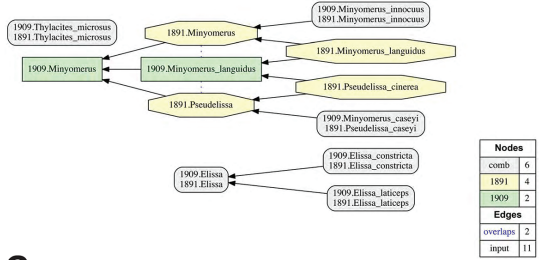 1909.Minyomerus_innocuus
1891.Minyomerus_innocuus
1909.Thylacites_microsus
1891.Thylacites_microsus
1891.Minyomerus
1891.Minyomerus_languidus
1909.Minyomerus
1909.Minyomerus_languidus
1891.Pseudelissa_cinerea
1891.Pseudelissa
1909.Minyomerus_caseyi
1891.Pseudelissa_caseyi
1909.Elissa_constricta
1891.Elissa_constricta
1909.Elissa
1891.Elissa
1909.Elissa_laticeps
1891.Elissa_laticeps
Nodes
comb 6
1891 4
1909 2
Edges
overlaps 2
input 11